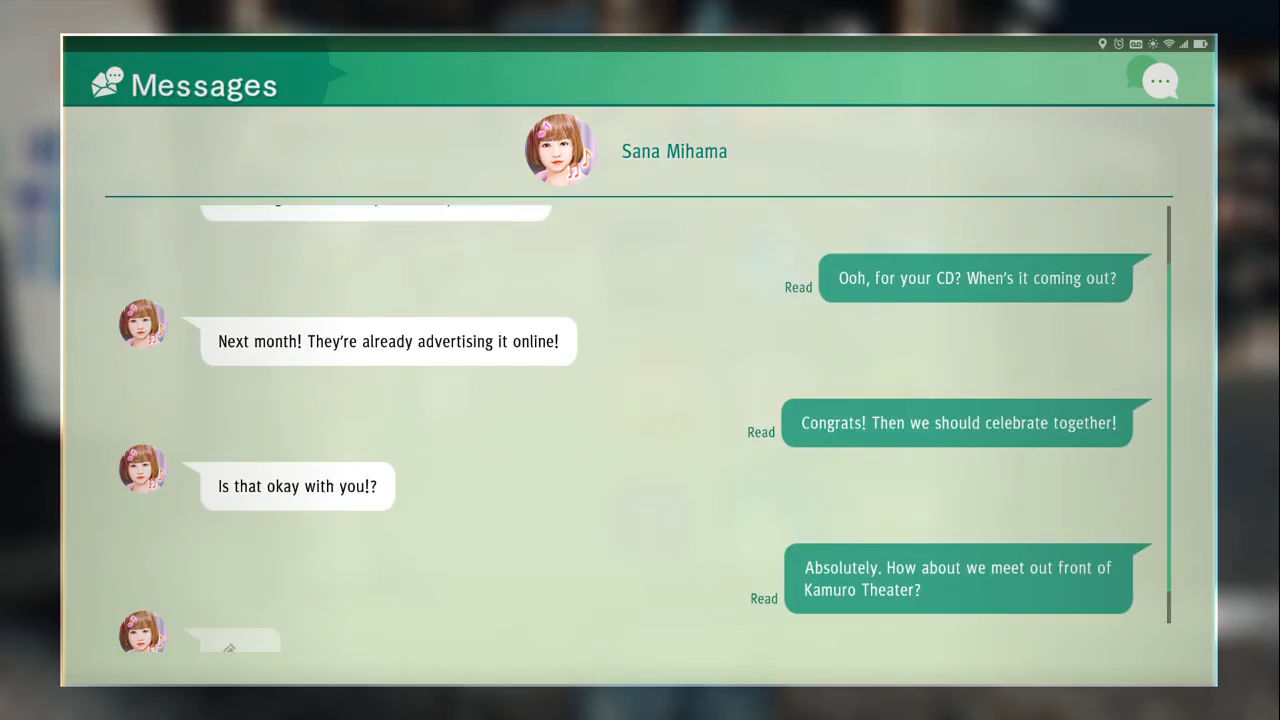 Messages
Sana Mihama
Ooh, for your CD? When's it coming out?
Read
Next month! They're already advertising it online!
Congrats! Then we should celebrate together!
Read
Is that okay with you!?
Absolutely. How about we meet out front of
Kamuro Theater?
Read